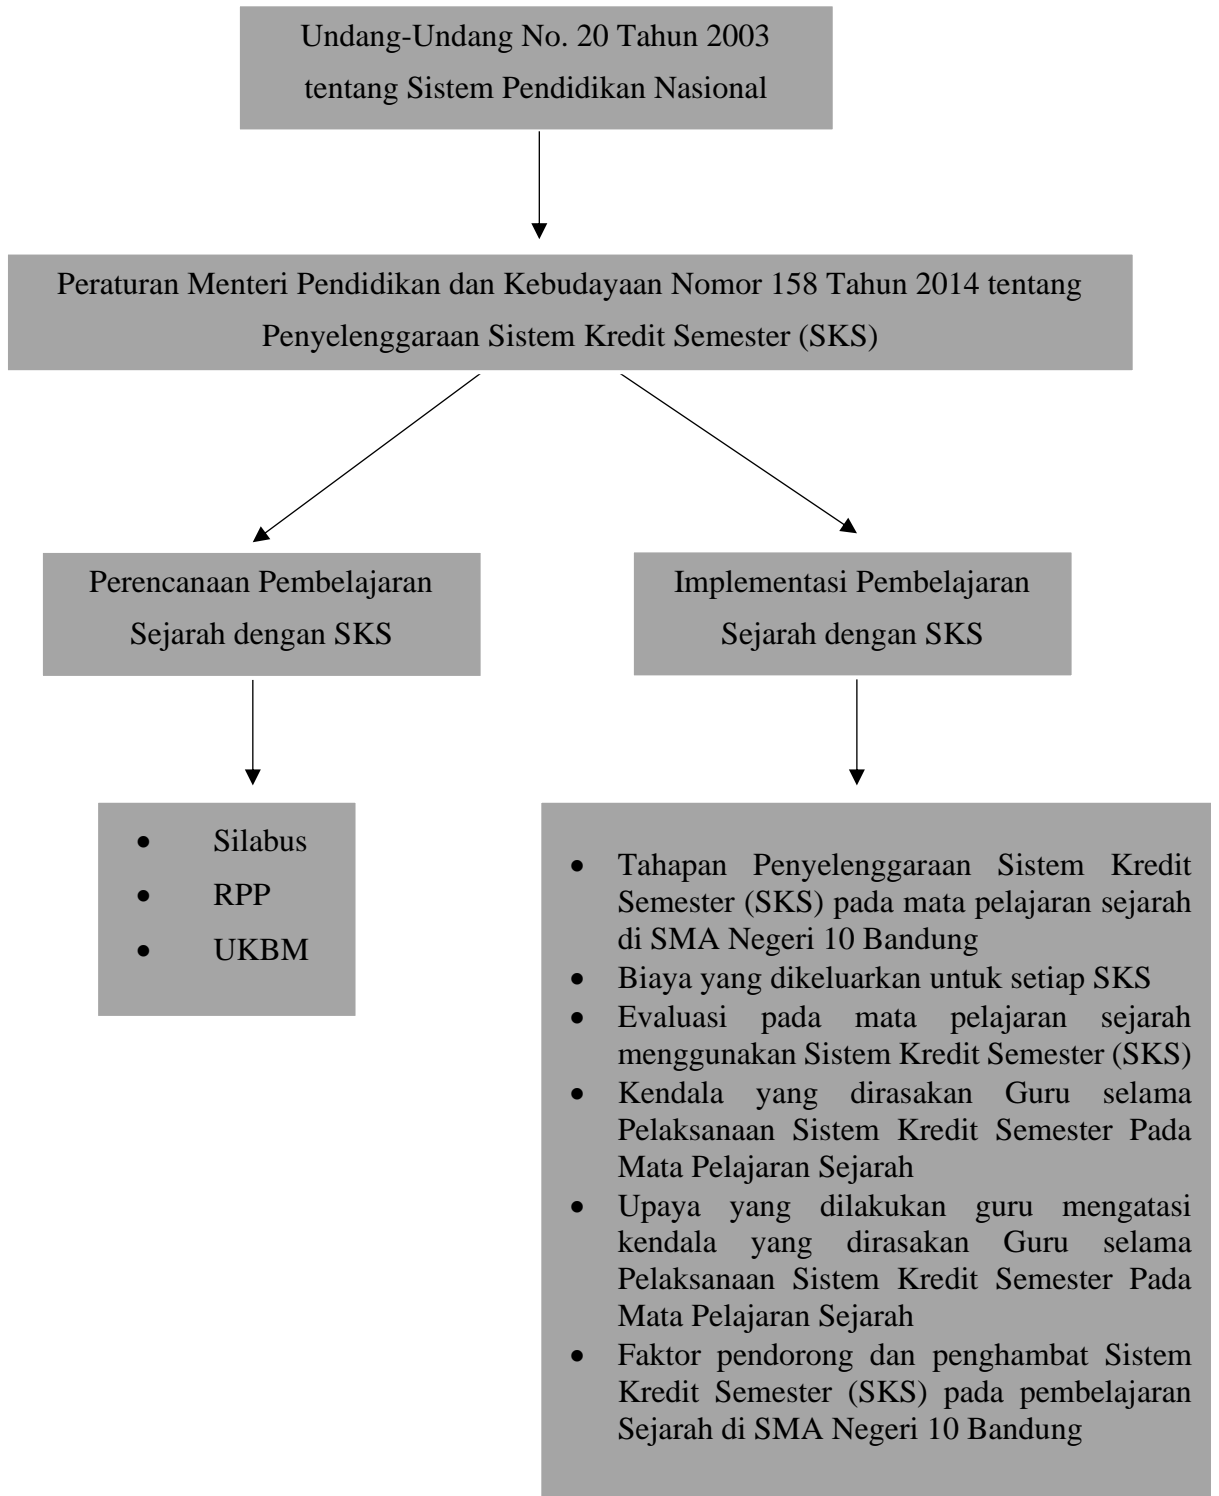 Undang-Undang No. 20 Tahun 2003
tentang Sistem Pendidikan Nasional
Peraturan Menteri Pendidikan dan Kebudayaan Nomor 158 Tahun 2014 tentang
Penyelenggaraan Sistem Kredit Semester (SKS)
Perencanaan Pembelajaran
Sejarah dengan SKS
Implementasi Pembelajaran
Sejarah dengan SKS
• Silabus
• RPP
• UKBM
• Tahapan Penyelenggaraan Sistem Kredit
Semester (SKS) pada mata pelajaran sejarah
di SMA Negeri 10 Bandung
• Biaya yang dikeluarkan untuk setiap SKS
• Evaluasi pada mata pelajaran sejarah
menggunakan Sistem Kredit Semester (SKS)
• Kendala yang dirasakan Guru selama
Pelaksanaan Sistem Kredit Semester Pada
Mata Pelajaran Sejarah
• Upaya yang dilakukan guru mengatasi
kendala yang dirasakan Guru selama
Pelaksanaan Sistem Kredit Semester Pada
Mata Pelajaran Sejarah
• Faktor pendorong dan penghambat Sistem
Kredit Semester (SKS) pada pembelajaran
Sejarah di SMA Negeri 10 Bandung